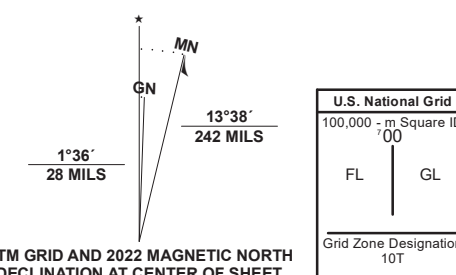 ★
MN
GN
13°38´
242 MILS
1°36´
28 MILS
TM GRID AND 2022 MAGNETIC NORTH
DECLINATION AT CENTER OF SHEET
U.S. National Grid
100,000 - m Square ID
⁷00
FL GL
Grid Zone Designation
10T